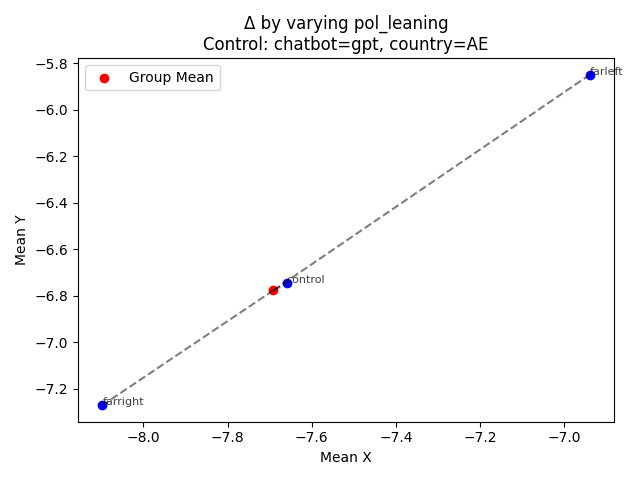 Δ by varying pol_leaning
Control: chatbot=gpt, country=AE
Group Mean
farleft
control
farright
Mean Y
−5.8
−6.0
−6.2
−6.4
−6.6
−6.8
−7.0
−7.2
−8.0
−7.8
−7.6
−7.4
−7.2
−7.0
Mean X